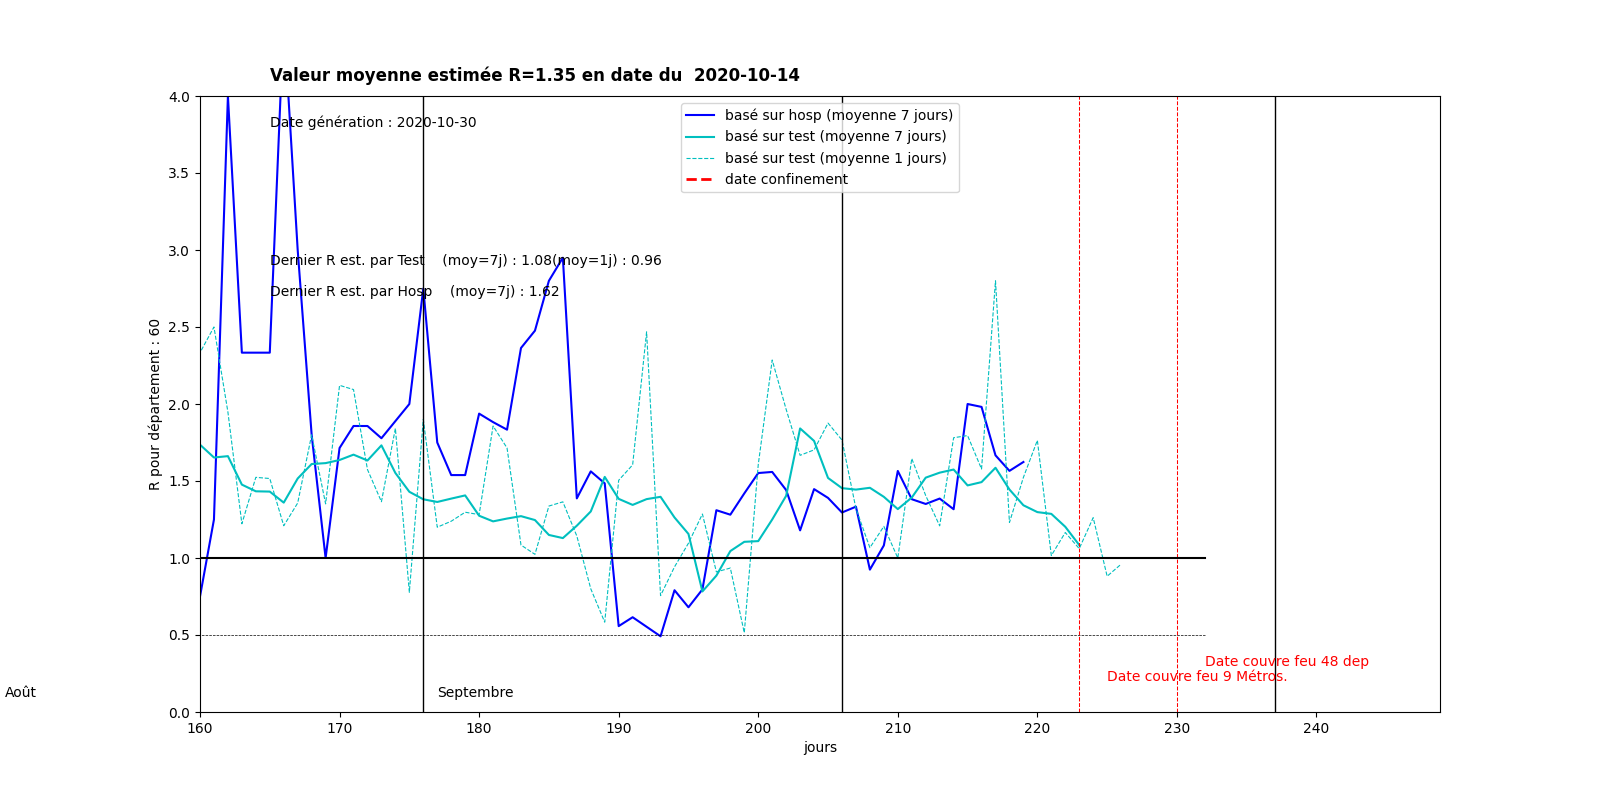 Valeur moyenne estimée R=1.35 en date du  2020-10-14
4.0
Date génération : 2020-10-30
basé sur hosp (moyenne 7 jours)
basé sur test (moyenne 7 jours)
basé sur test (moyenne 1 jours)
date confinement
3.5
3.0
Dernier R est. par Test    (moy=7j) : 1.08(moy=1j) : 0.96
Dernier R est. par Hosp    (moy=7j) : 1.62
2.5
2.0
R pour département : 60
1.5
1.0
0.5
Date couvre feu 48 dep
Date couvre feu 9 Métros.
Août
Septembre
0.0
160 170 180 190 200 210 220 230 240
jours